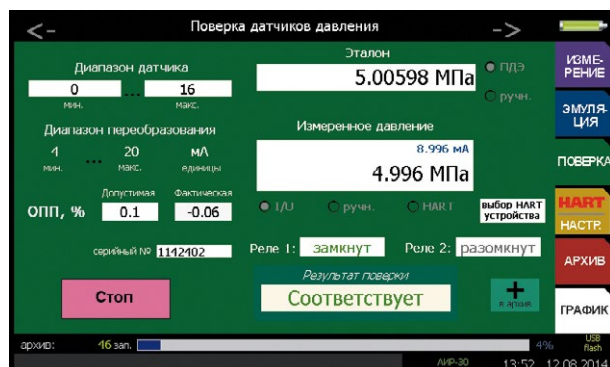 <- Поверка датчиков давления ->
Диапазон датчика
0 ... 16
мин. макс.
Диапазон преобразования
4 ... 20 мА
мин. макс. единицы
Допустимая Фактическая
ОПП, % 0.1 -0.06
серийный № 1142402
Стоп
Эталон
5.00598 МПа
ПДЭ
ручн.
Измеренное давление
8.996 мА
4.996 МПа
I/U ручн. HART
выбор HART
устройства
Реле 1: замкнут Реле 2: разомкнут
Результат поверки
Соответствует
+
в архив
ИЗМЕ-
РЕНИЕ
ЭМУЛЯ-
ЦИЯ
ПОВЕРКА
HART
НАСТР.
АРХИВ
ГРАФИК
архив: 46 зап. 4% USB
flash
АИР-30 13:52 12.08.2014